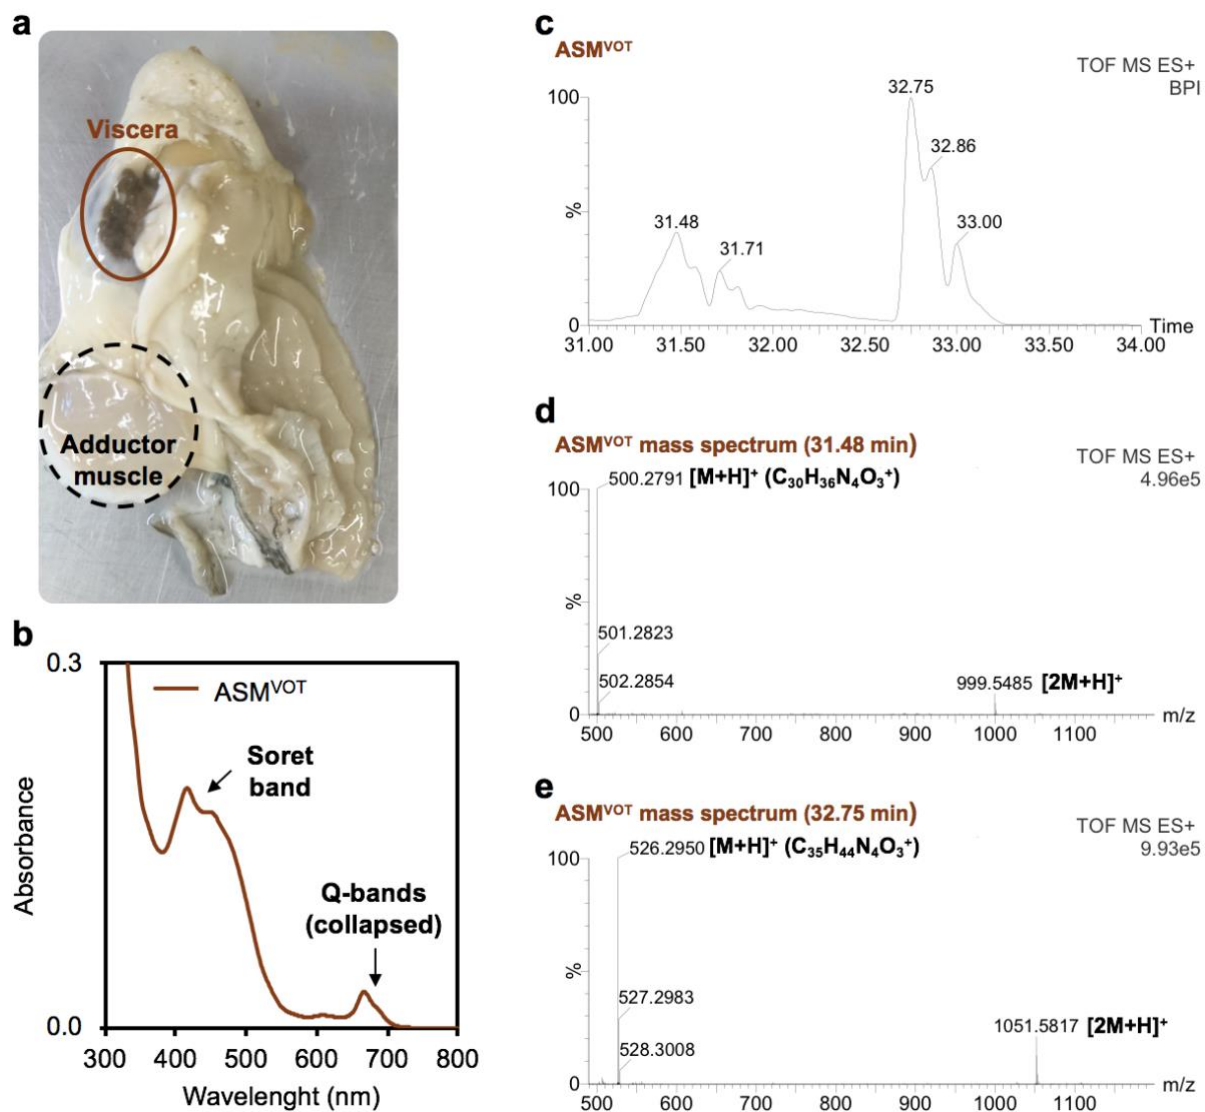 a
Viscera
Adductor
muscle
b
0.3
ASMᵛᴼᵀ
Soret
band
Q-bands
(collapsed)
Absorbance
0.0
300 400 500 600 700 800
Wavelenght (nm)
c
ASMᵛᴼᵀ
TOF MS ES+
BPI
100
%
0
32.75
32.86
33.00
31.48
31.71
Time
31.00 31.50 32.00 32.50 33.00 33.50 34.00
d
ASMᵛᴼᵀ mass spectrum (31.48 min)
TOF MS ES+
4.96e5
500.2791 [M+H]⁺ (C₃₀H₃₆N₄O₃⁺)
100
%
501.2823
502.2854
999.5485 [2M+H]⁺
0
m/z
500 600 700 800 900 1000 1100
e
ASMᵛᴼᵀ mass spectrum (32.75 min)
TOF MS ES+
9.93e5
526.2950 [M+H]⁺ (C₃₅H₄₄N₄O₃⁺)
100
%
527.2983
528.3008
1051.5817 [2M+H]⁺
0
m/z
500 600 700 800 900 1000 1100